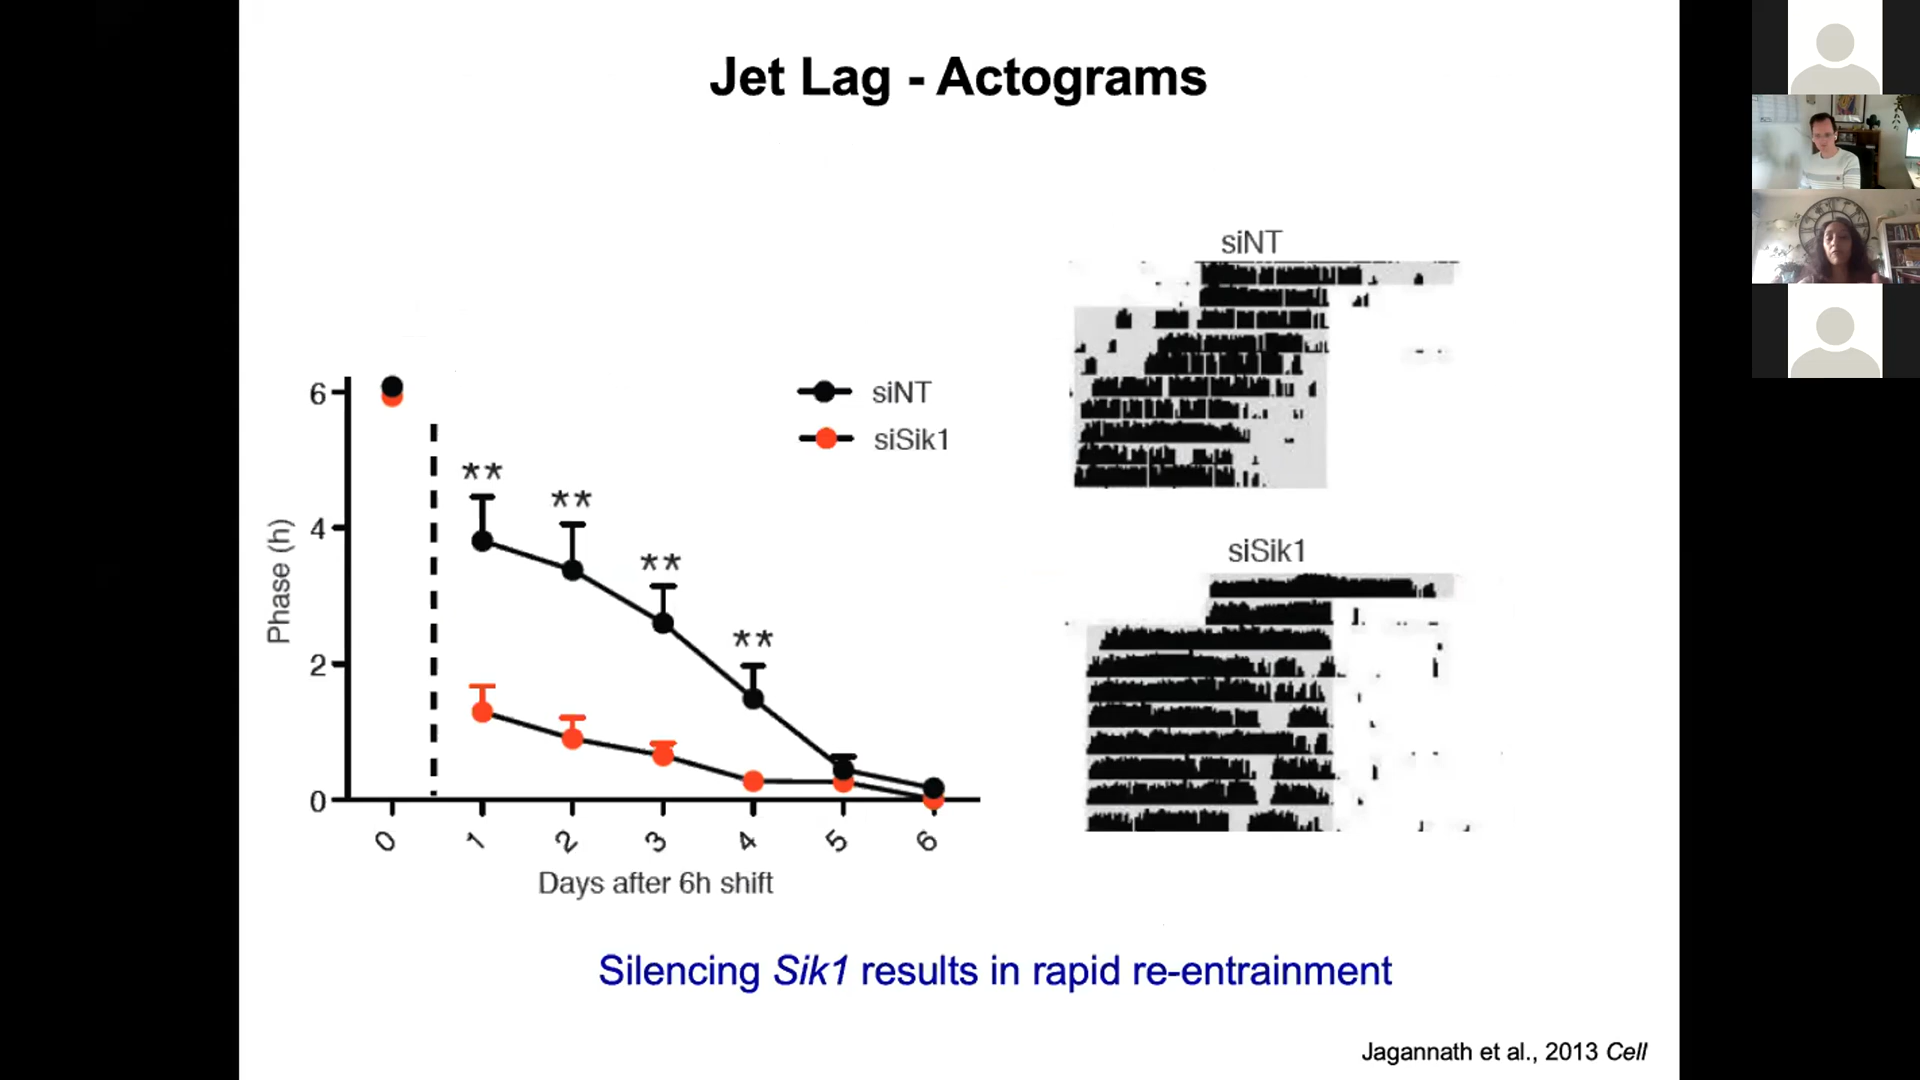 Jet Lag - Actograms
siNT
siSik1
6
4
2
0
Phase (h)
**
**
**
**
0
1
2
3
4
5
6
Days after 6h shift
siNT
siSik1
Silencing Sik1 results in rapid re-entrainment
Jagannath et al., 2013 Cell